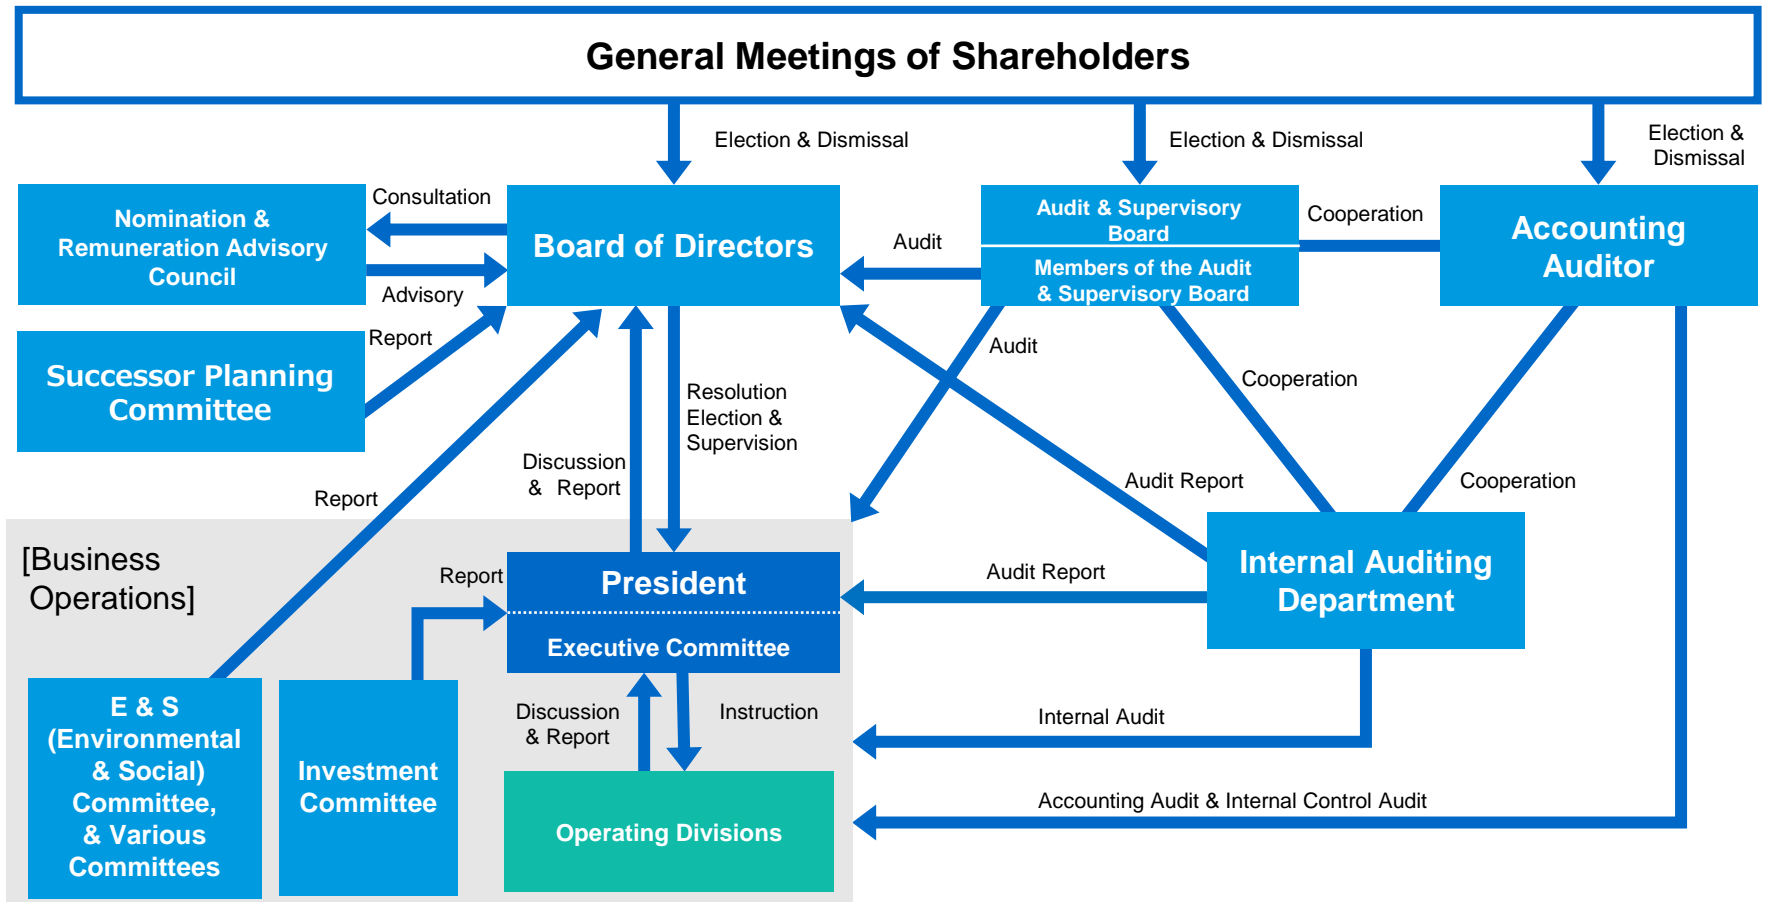 General Meetings of Shareholders
Election & Dismissal
Election & Dismissal
Election &
Dismissal
Nomination &
Remuneration Advisory
Council
Consultation
Advisory
Board of Directors
Audit
Audit & Supervisory
Board
Members of the Audit
& Supervisory Board
Cooperation
Accounting
Auditor
Successor Planning
Committee
Report
Report
Discussion
& Report
Resolution
Election &
Supervision
Audit
Cooperation
Cooperation
Audit Report
Audit Report
Internal Auditing
Department
[Business
Operations]
Report
President
Executive Committee
Discussion
& Report
Instruction
Internal Audit
Accounting Audit & Internal Control Audit
E & S
(Environmental
& Social)
Committee,
& Various
Committees
Investment
Committee
Operating Divisions